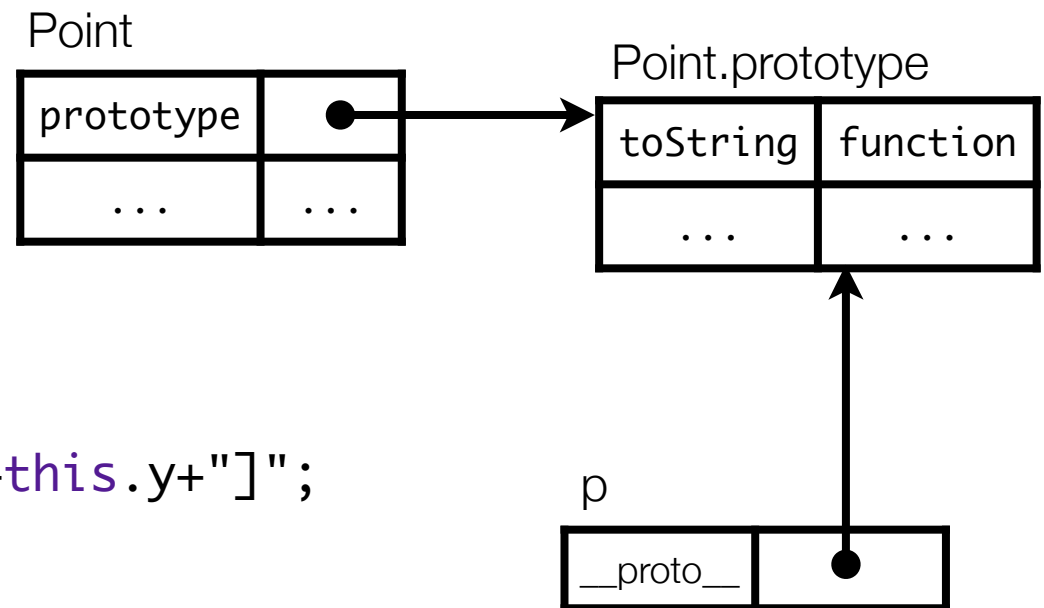 Point
prototype
... ...
Point.prototype
toString function
... ...
this.y+"]";
p
__proto__